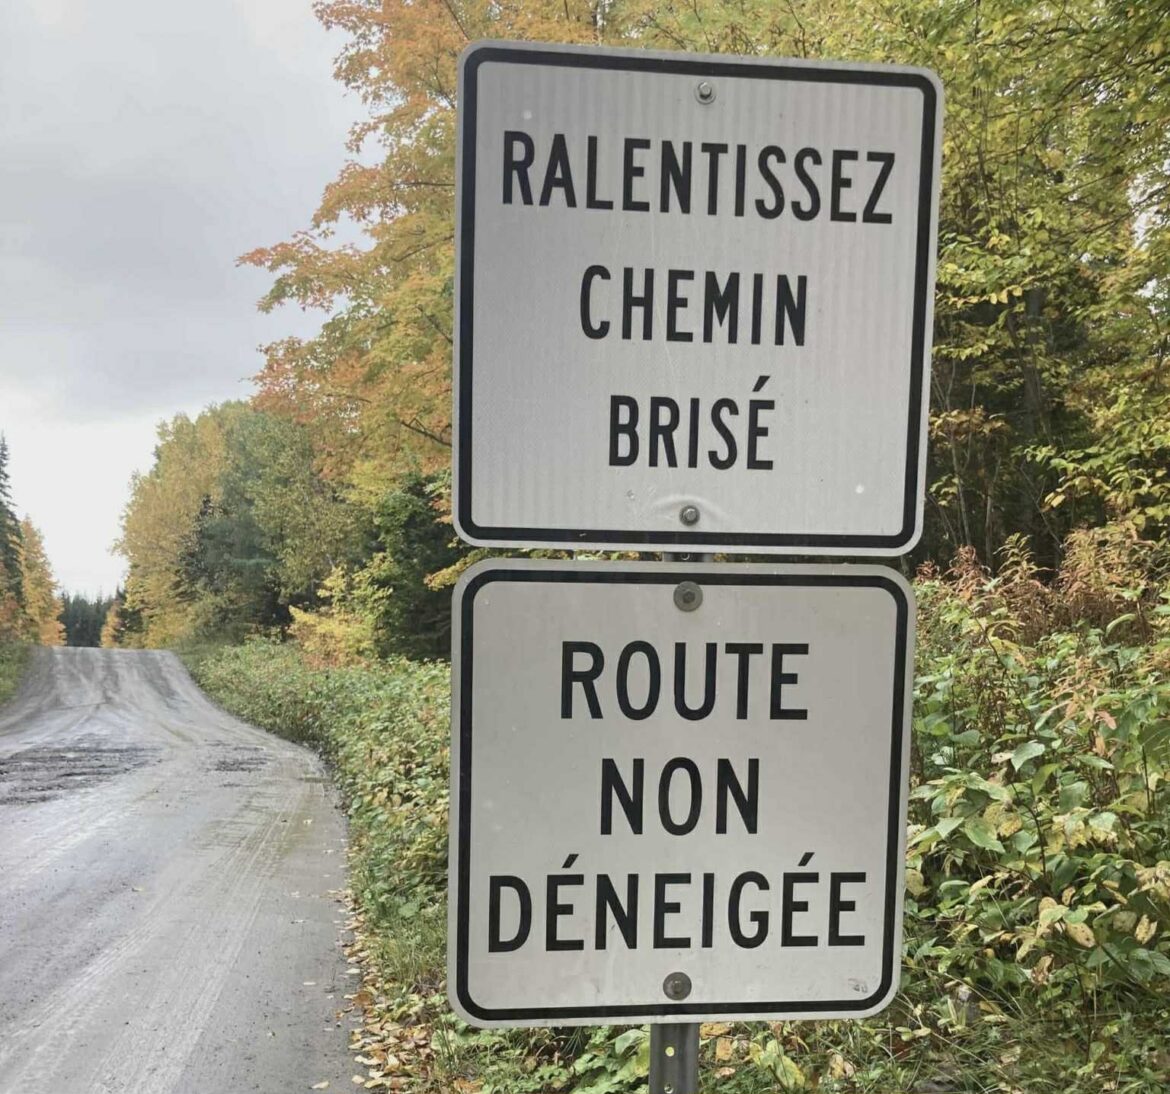 RALENTISSEZ
CHEMIN
BRISÉ
ROUTE
NON
DÉNEIGÉE